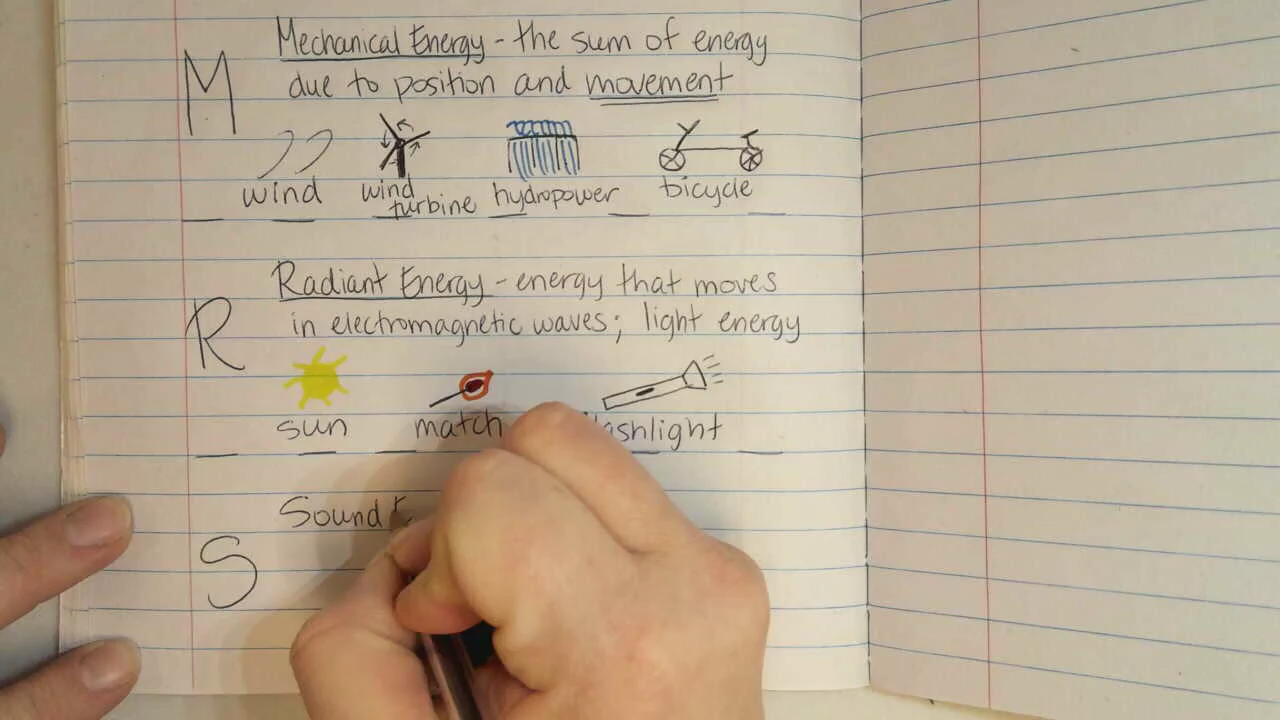 M
Mechanical Energy - the sum of energy
due to position and movement
wind
wind turbine
hydropower
bicycle
R
Radiant Energy - energy that moves
in electromagnetic waves; light energy
sun
match
S
Sound